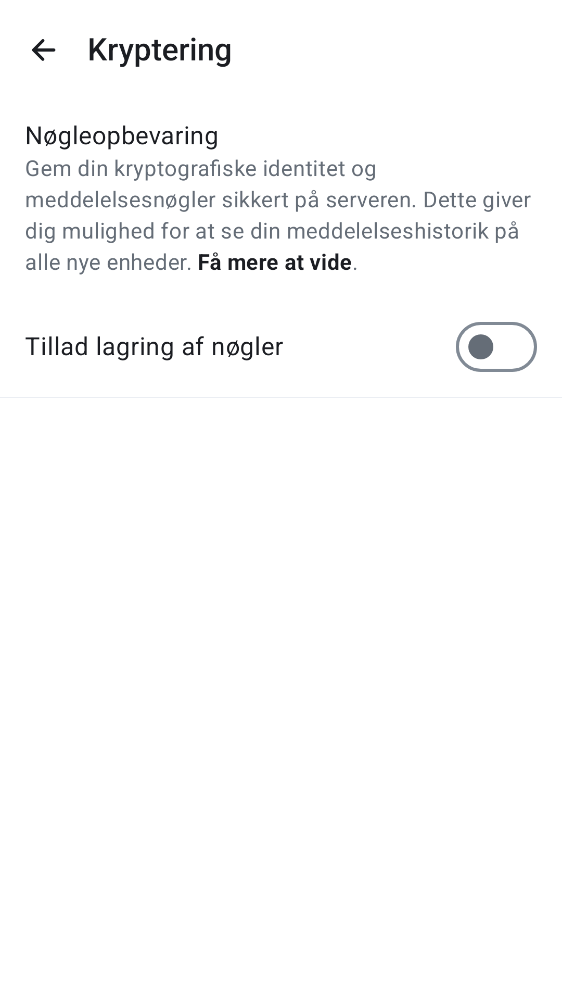 Kryptering
Nøgleopbevaring
Gem din kryptografiske identitet og
meddelelsesnøgler sikkert på serveren. Dette giver
dig mulighed for at se din meddelelseshistorik på
alle nye enheder. Få mere at vide.
Tillad lagring af nøgler